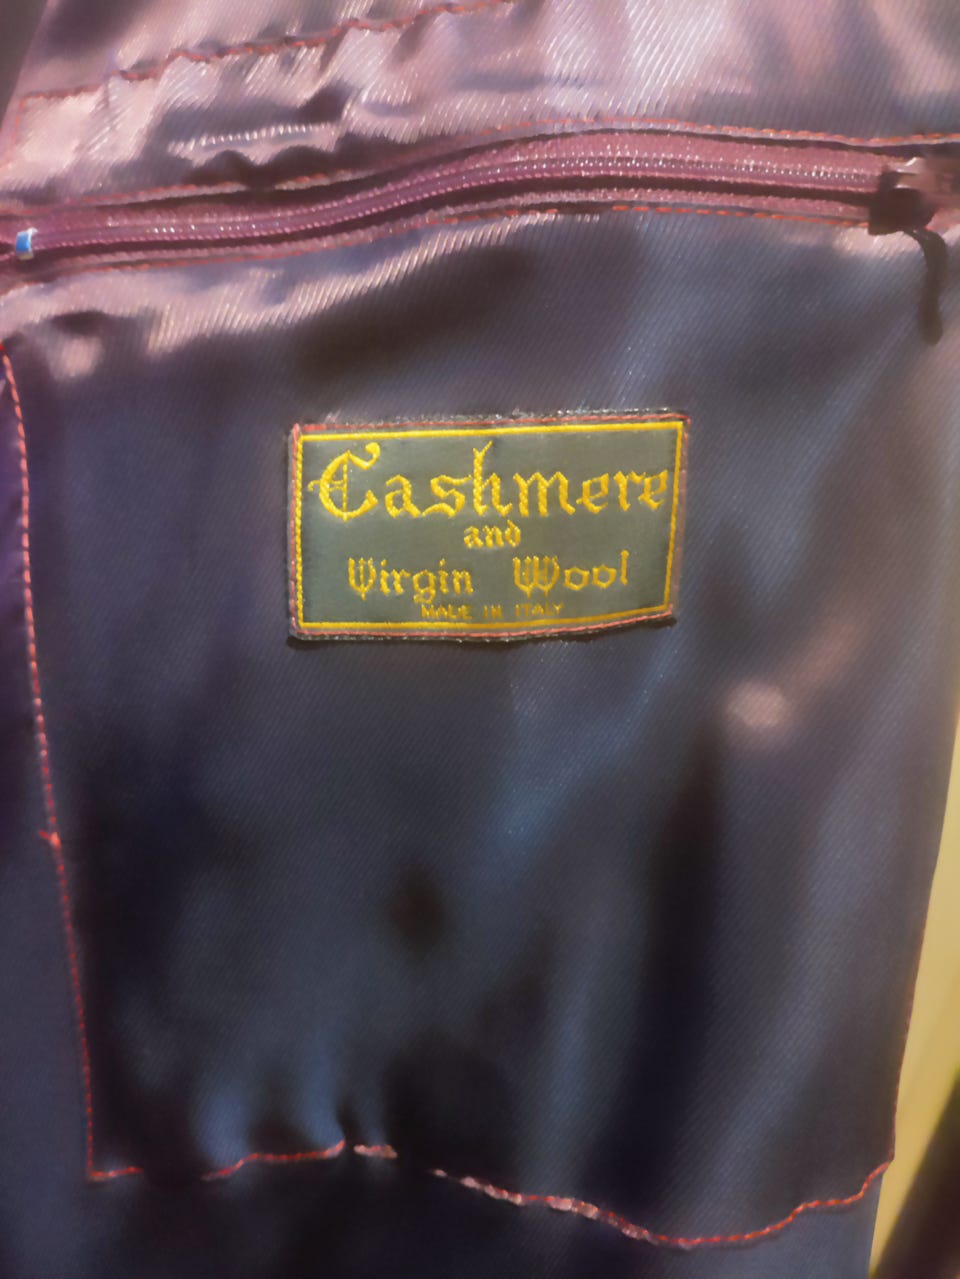 Cashmere
and
Virgin Wool
MADE IN ITALY